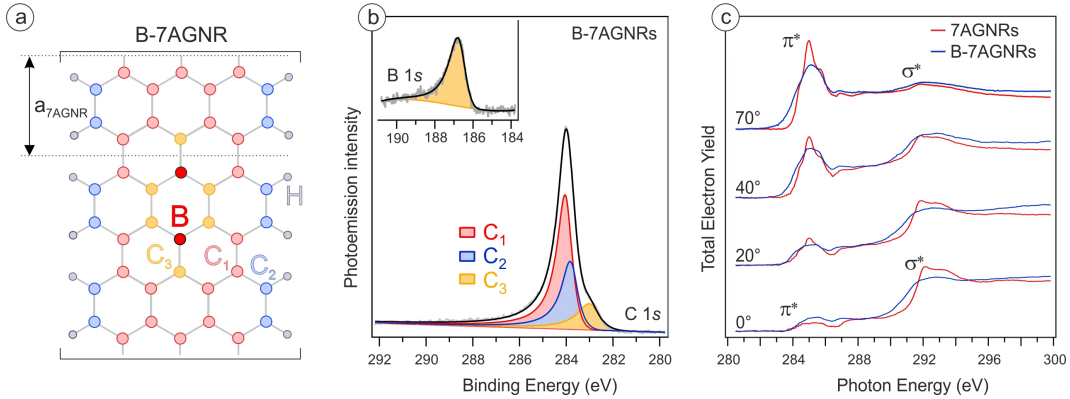 a
B-7AGNR
a7AGNR
H
B
C3
C1
C2
b
B-7AGNRs
B 1s
190 188 186 184
Photoemission intensity
C1
C2
C3
C 1s
292 290 288 286 284 282 280
Binding Energy (eV)
c
7AGNRs
B-7AGNRs
π*
σ*
70°
40°
20°
σ*
π*
0°
Total Electron Yield
280 284 288 292 296 300
Photon Energy (eV)